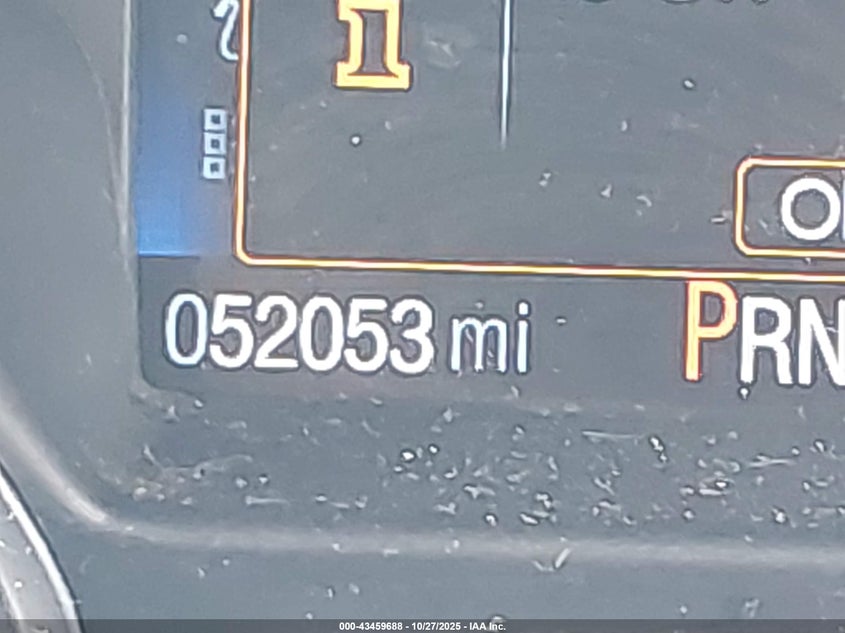 i
052053 mi
PRN
000-43459688 - 10/27/2025 - IAA Inc.